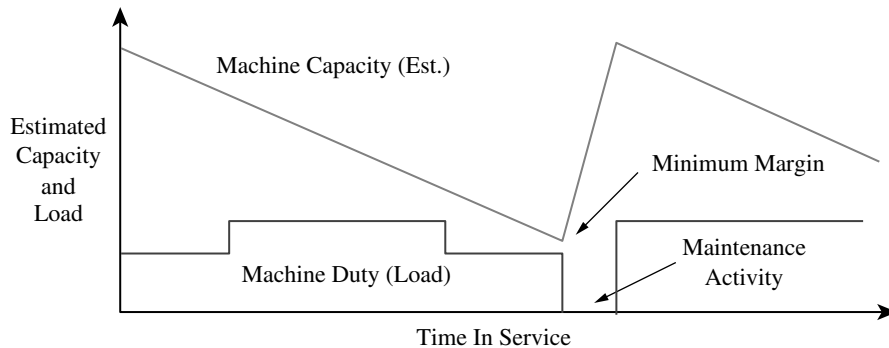 Machine Capacity (Est.)
Estimated
Capacity
and
Load
Minimum Margin
Machine Duty (Load)
Maintenance
Activity
Time In Service